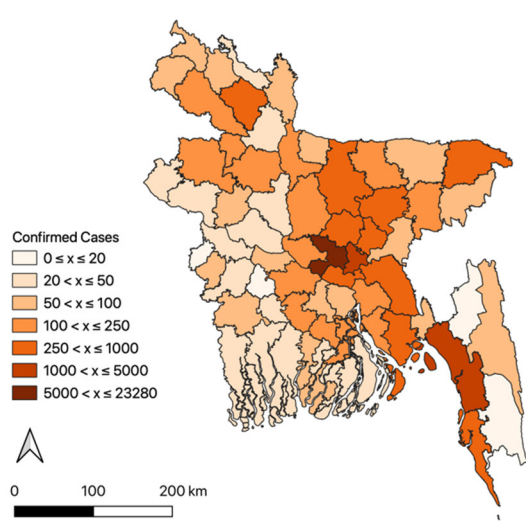 Confirmed Cases
0 ≤ x ≤ 20
20 < x ≤ 50
50 < x ≤ 100
100 < x ≤ 250
250 < x ≤ 1000
1000 < x ≤ 5000
5000 < x ≤ 23280
0 100 200 km